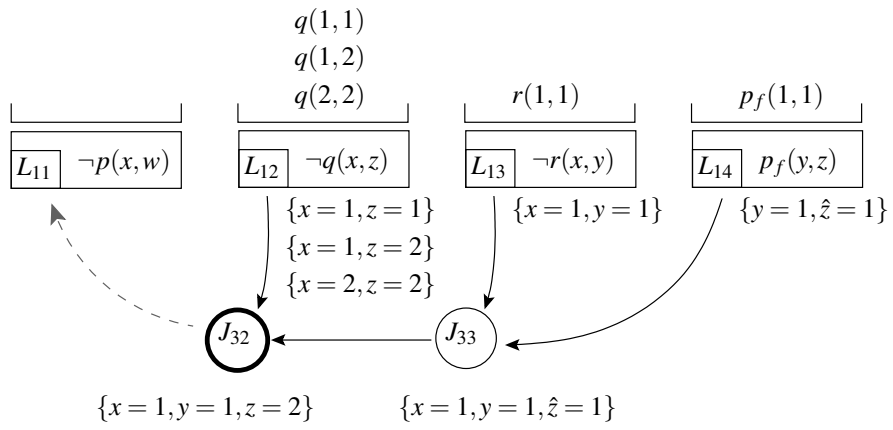 q(1,1)
q(1,2)
q(2,2)
r(1,1)
p_f(1,1)
L₁₁ ¬p(x,w)
L₁₂ ¬q(x,z)
L₁₃ ¬r(x,y)
L₁₄ p_f(y,z)
{x = 1, z = 1}
{x = 1, z = 2}
{x = 2, z = 2}
{x = 1, y = 1}
{y = 1, ẑ = 1}
J₃₂
J₃₃
{x = 1, y = 1, z = 2}
{x = 1, y = 1, ẑ = 1}